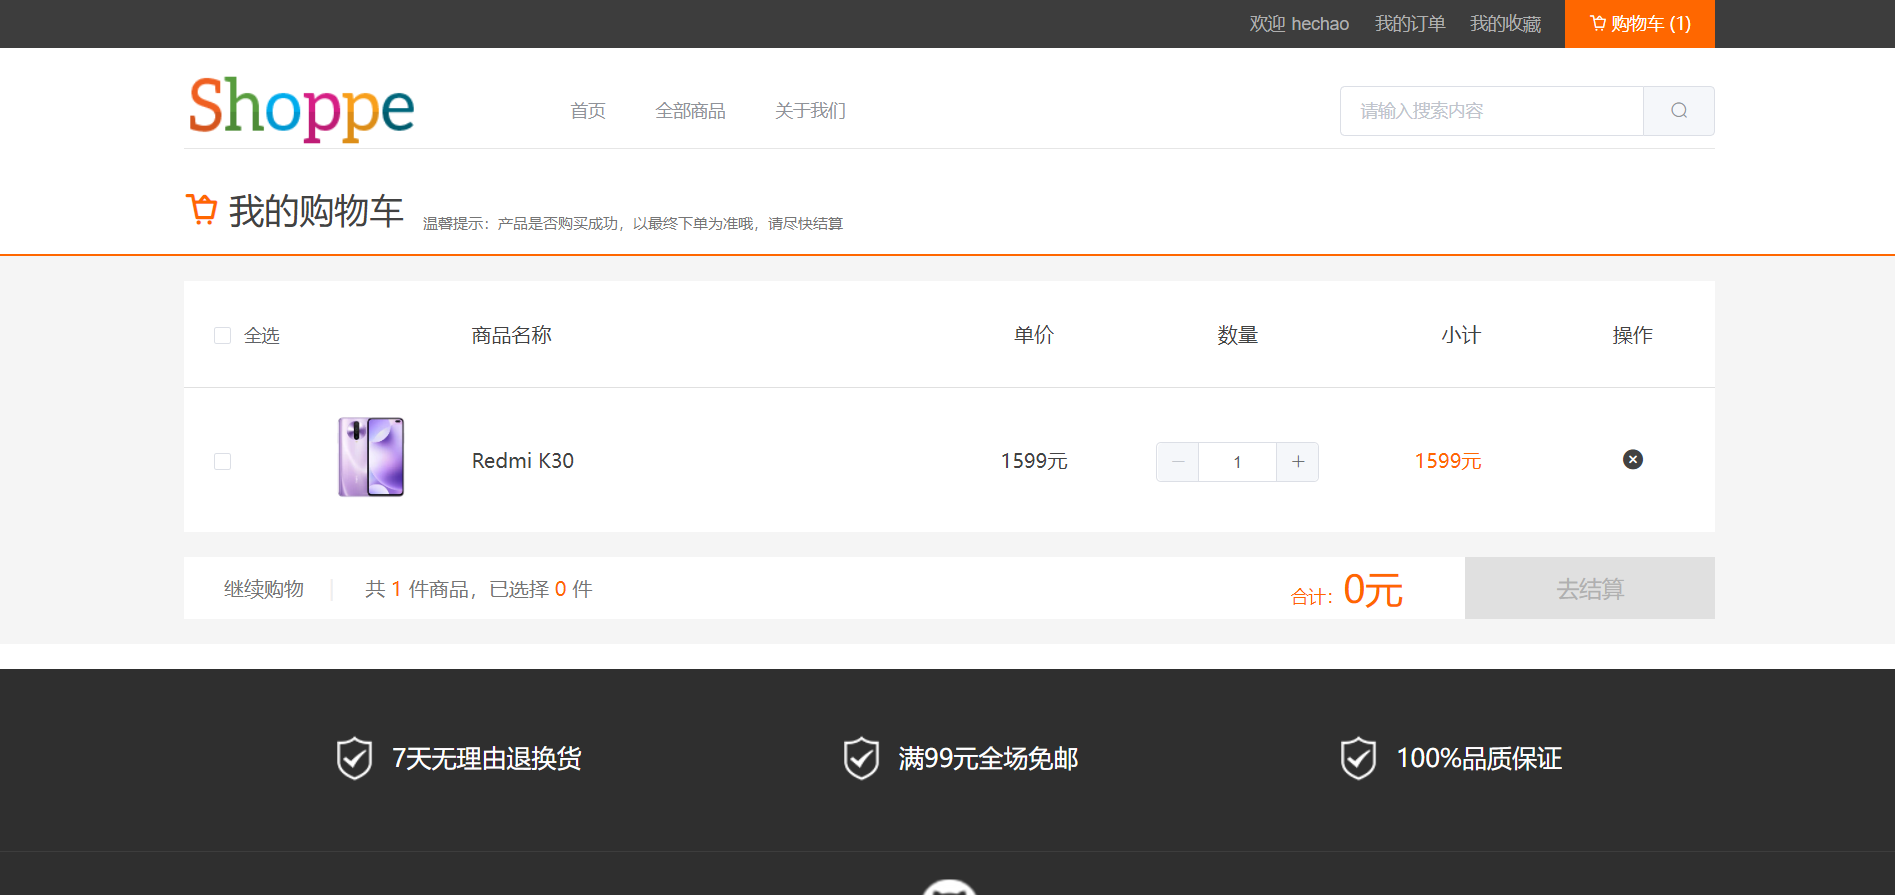 欢迎 hechao 我的订单 我的收藏 购物车 (1)
Shoppe 首页 全部商品 关于我们 请输入搜索内容
我的购物车 温馨提示：产品是否购买成功，以最终下单为准哦，请尽快结算
全选 商品名称 单价 数量 小计 操作
Redmi K30 1599元 1 1599元
继续购物 共 1 件商品，已选择 0 件 合计：0元 去结算
7天无理由退换货 满99元全场免邮 100%品质保证